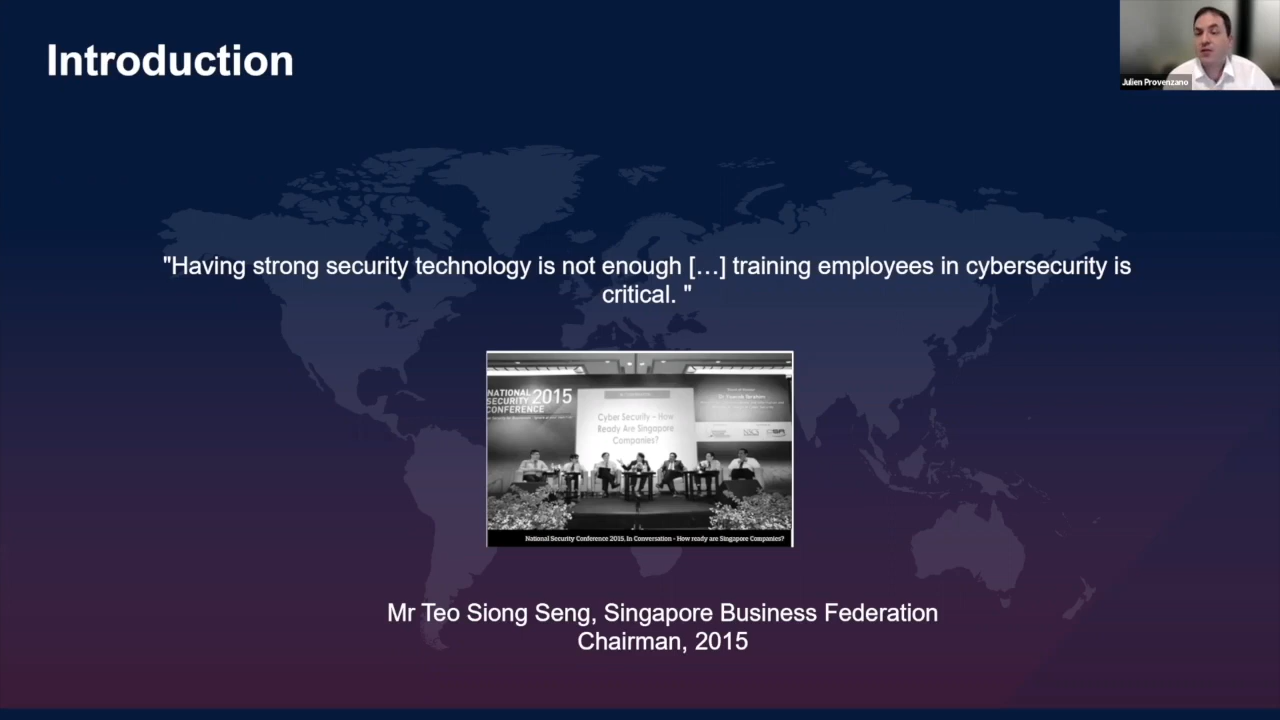 Introduction
Julien Provenzano
"Having strong security technology is not enough […] training employees in cybersecurity is
critical. "
NATIONAL
SECURITY 2015
CONFERENCE
Cyber Security – How
Ready Are Singapore
Companies?
National Security Conference 2015, In Conversation - How ready are Singapore Companies?
Mr Teo Siong Seng, Singapore Business Federation
Chairman, 2015